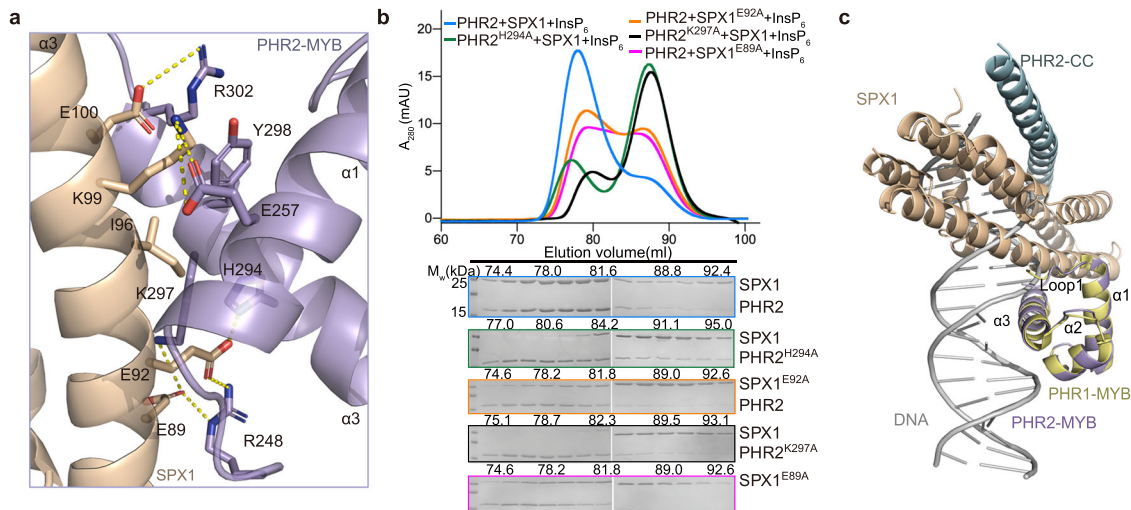 a
α3
PHR2-MYB
R302
E100
Y298
α1
K99
E257
I96
H294
K297
E92
E89
R248
α3
SPX1
b
PHR2+SPX1+InsP6
PHR2H294A+SPX1+InsP6
PHR2+SPX1E92A+InsP6
PHR2K297A+SPX1+InsP6
PHR2+SPX1E89A+InsP6
A280 (mAU)
20
15
10
5
0
60 70 80 90 100
Elution volume(ml)
Mw(kDa) 74.4 78.0 81.6 88.8 92.4
25
15
SPX1
PHR2
77.0 80.6 84.2 91.1 95.0
SPX1
PHR2H294A
74.6 78.2 81.8 89.0 92.6
SPX1E92A
PHR2
75.1 78.7 82.3 89.5 93.1
SPX1
PHR2K297A
74.6 78.2 81.8 89.0 92.6
SPX1E89A
c
PHR2-CC
SPX1
Loop1
α1
α3
α2
PHR1-MYB
DNA
PHR2-MYB